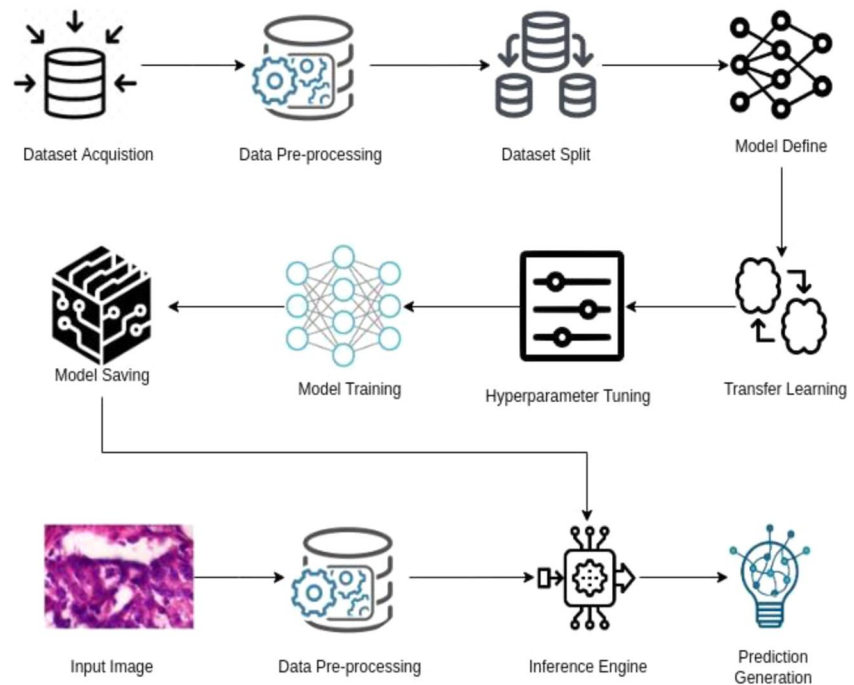 Dataset Acquistion
Data Pre-processing
Dataset Split
Model Define
Model Saving
Model Training
Hyperparameter Tuning
Transfer Learning
Input Image
Data Pre-processing
Inference Engine
Prediction
Generation